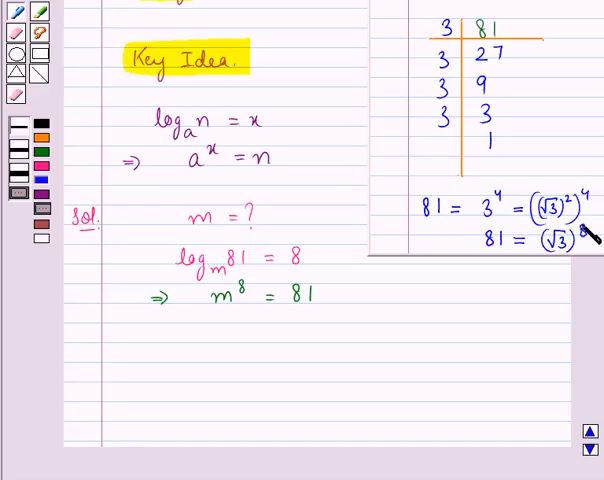 Key Idea.
logₐn = x
⇒ aˣ = n
Sol. m = ?
logₘ81 = 8
⇒ m⁸ = 81
3 | 81
3 | 27
3 | 9
3 | 3
1
81 = 3⁴ = ((√3)²)⁴
81 = (√3)⁸